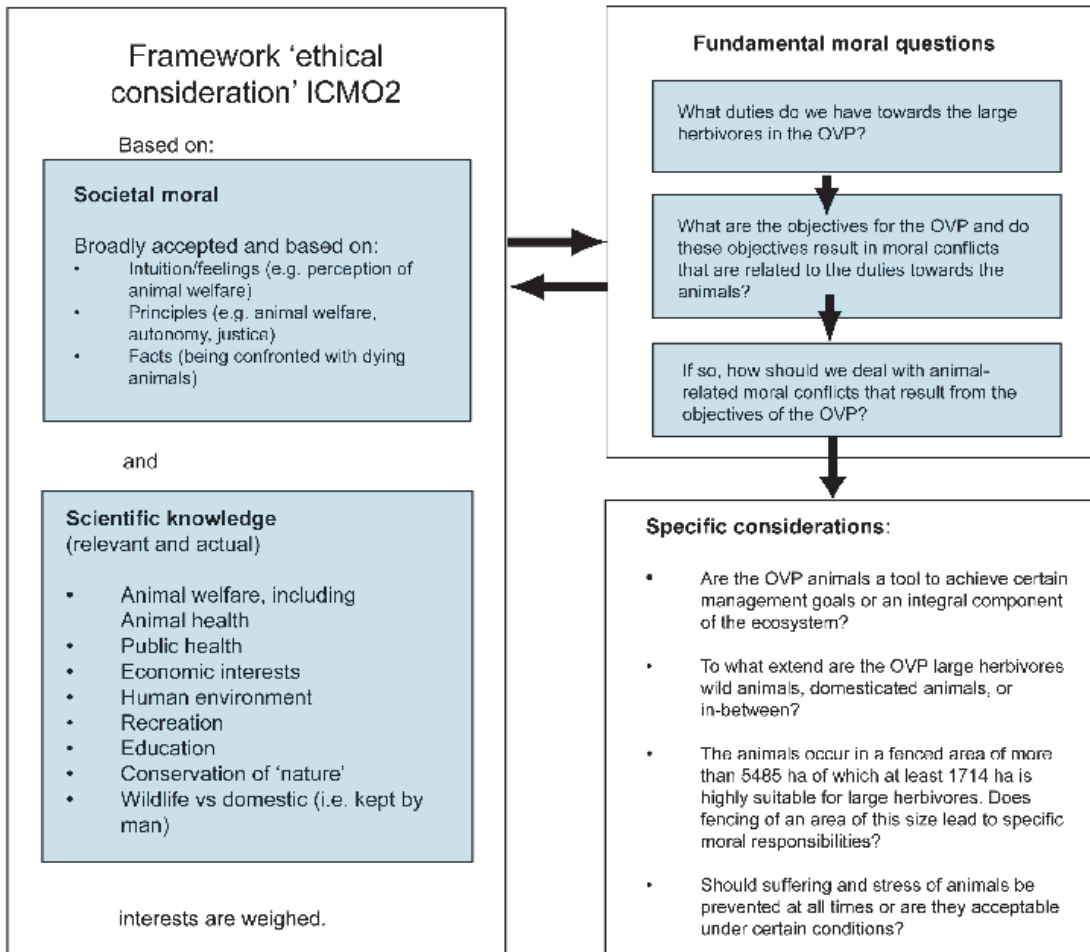 Framework ‘ethical
consideration’ ICMO2
Based on:
Societal moral
Broadly accepted and based on:
• Intuition/feelings (e.g. perception of
animal welfare)
• Principles (e.g. animal welfare,
autonomy, justice)
• Facts (being confronted with dying
animals)
and
Scientific knowledge
(relevant and actual)
• Animal welfare, including
Animal health
• Public health
• Economic interests
• Human environment
• Recreation
• Education
• Conservation of ‘nature’
• Wildlife vs domestic (i.e. kept by
man)
interests are weighed.
Fundamental moral questions
What duties do we have towards the large
herbivores in the OVP?
What are the objectives for the OVP and do
these objectives result in moral conflicts
that are related to the duties towards the
animals?
If so, how should we deal with animal-
related moral conflicts that result from the
objectives of the OVP?
Specific considerations:
• Are the OVP animals a tool to achieve certain
management goals or an integral component
of the ecosystem?
• To what extend are the OVP large herbivores
wild animals, domesticated animals, or
in-between?
• The animals occur in a fenced area of more
than 5485 ha of which at least 1714 ha is
highly suitable for large herbivores. Does
fencing of an area of this size lead to specific
moral responsibilities?
• Should suffering and stress of animals be
prevented at all times or are they acceptable
under certain conditions?